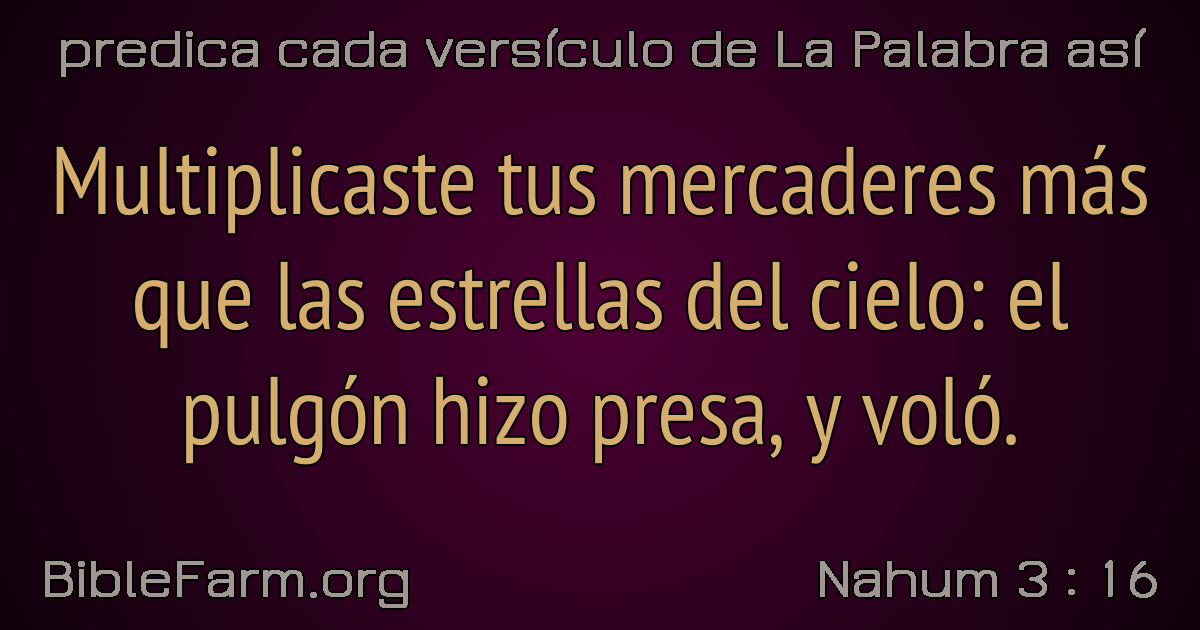 predica cada versículo de La Palabra así
Multiplicaste tus mercaderes más
que las estrellas del cielo: el
pulgón hizo presa, y voló.
BibleFarm.org
Nahum 3 : 16